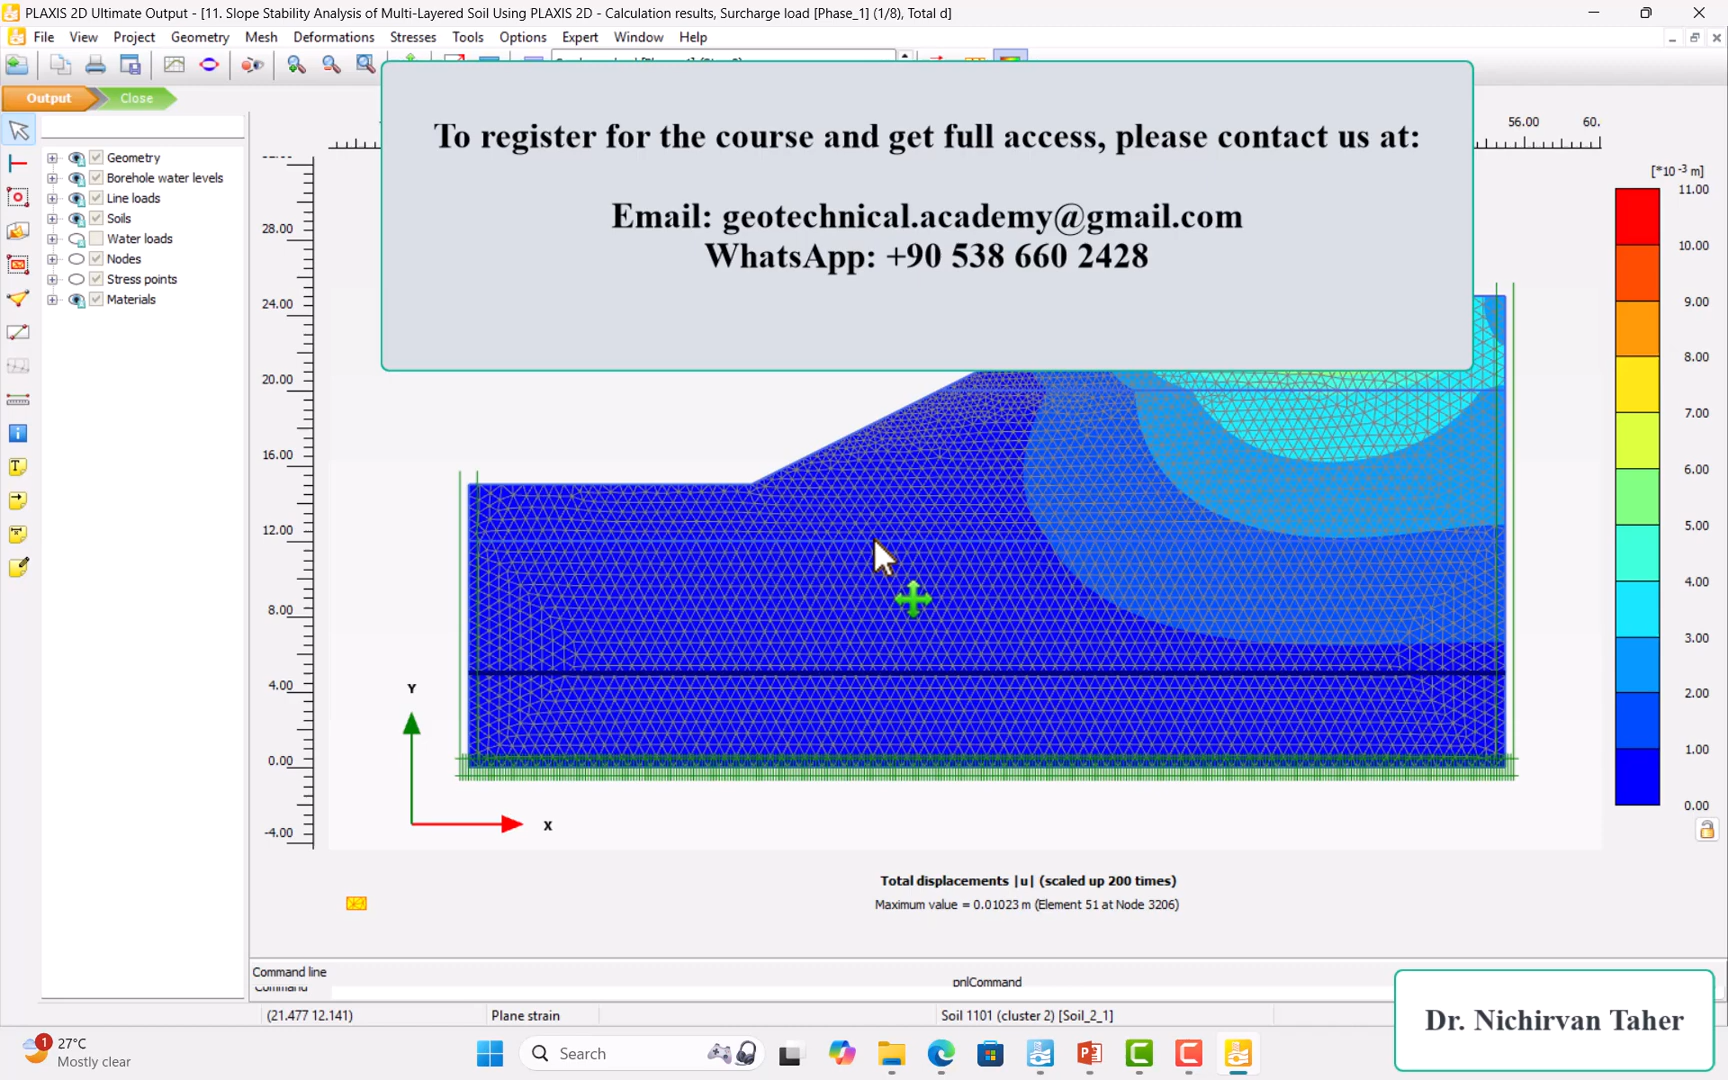 PLAXIS 2D Ultimate Output - [11. Slope Stability Analysis of Multi-Layered Soil Using PLAXIS 2D - Calculation results, Surcharge load [Phase_1] (1/8), Total d]
File View Project Geometry Mesh Deformations Stresses Tools Options Expert Window Help
Output Close
To register for the course and get full access, please contact us at:
Email: geotechnical.academy@gmail.com
WhatsApp: +90 538 660 2428
Geometry
Borehole water levels
Line loads
Soils
Water loads
Nodes
Stress points
Materials
56.00 60.
28.00
24.00
20.00
16.00
12.00
8.00
4.00
0.00
-4.00
Y
X
[*10 -3 m]
11.00
10.00
9.00
8.00
7.00
6.00
5.00
4.00
3.00
2.00
1.00
0.00
Total displacements |u| (scaled up 200 times)
Maximum value = 0.01023 m (Element 51 at Node 3206)
Command line
pnlCommand
Command
(21.477 12.141) Plane strain Soil 1101 (cluster 2) [Soil_2_1]
Dr. Nichirvan Taher
1
27°C
Mostly clear
Search